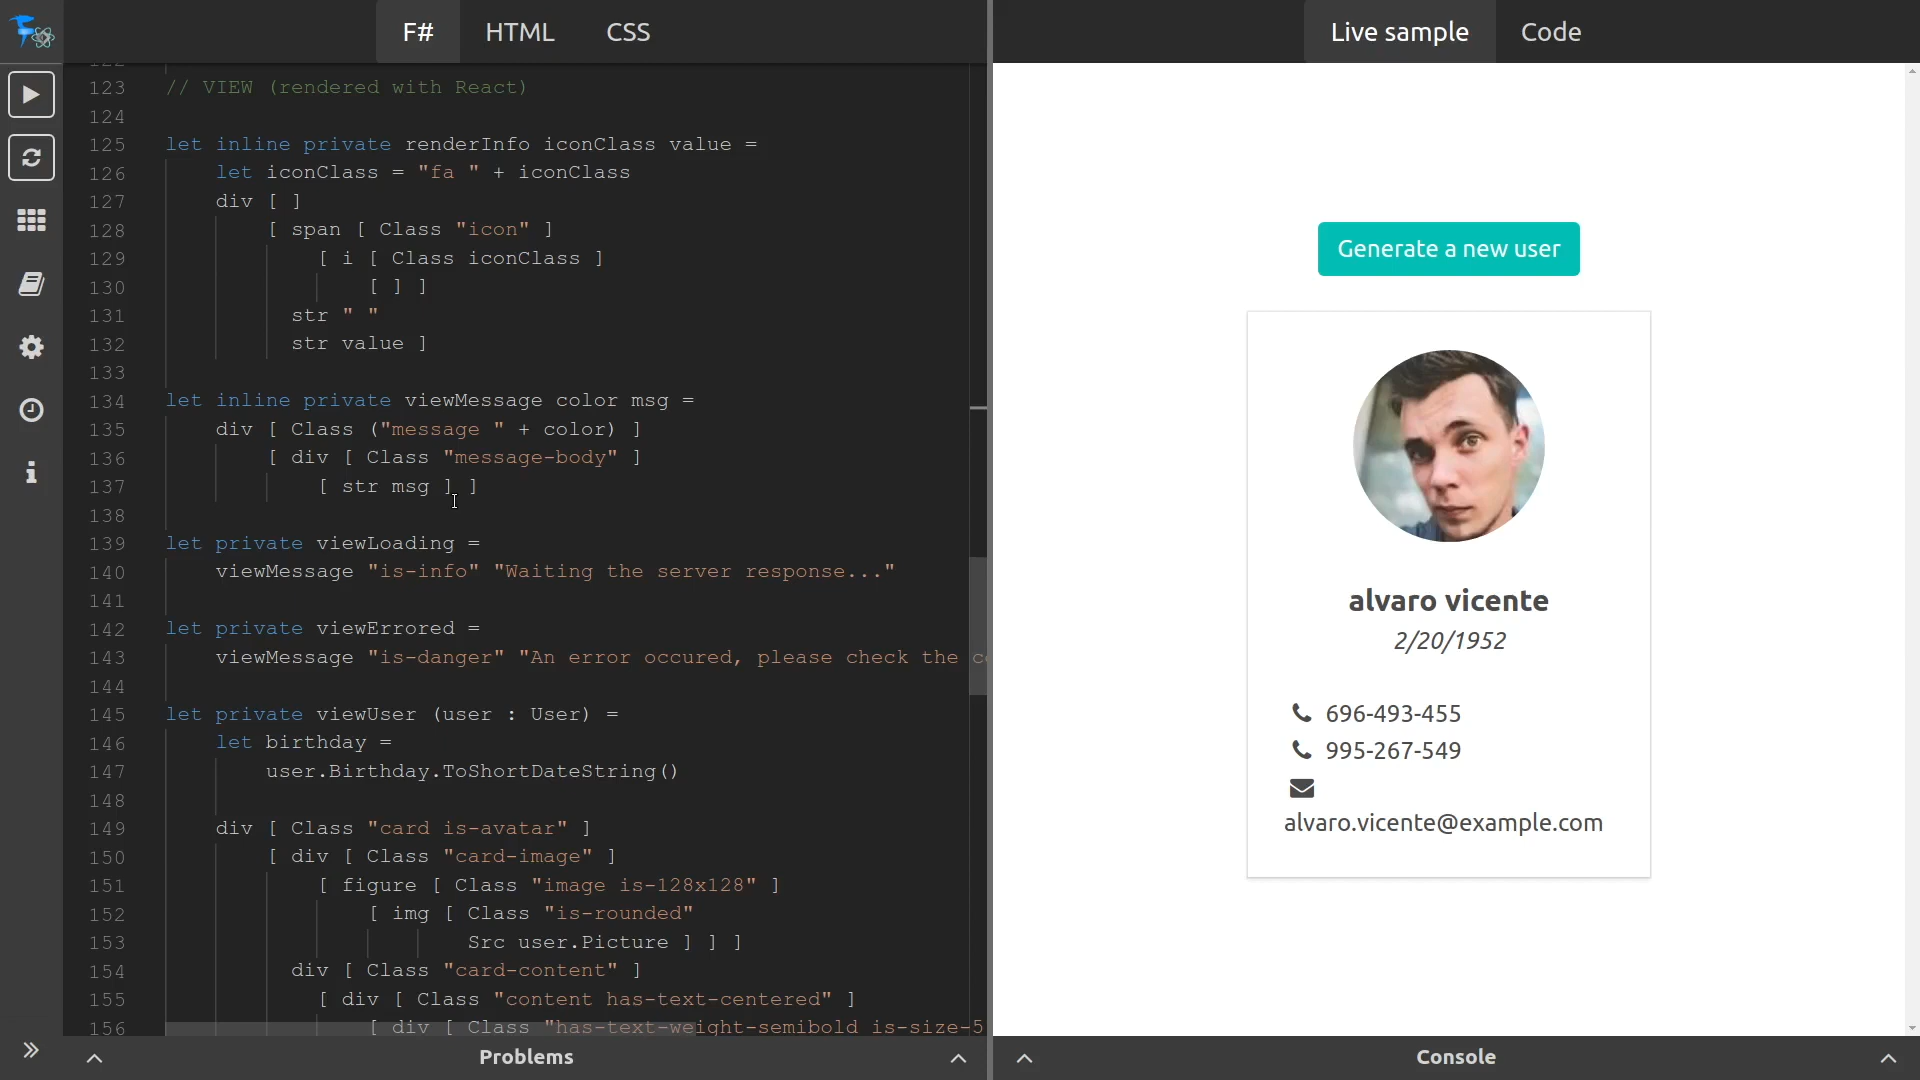 F# HTML CSS
Live sample Code
123 // VIEW (rendered with React)
124
125 let inline private renderInfo iconClass value =
126 let iconClass = "fa " + iconClass
127 div [ ]
128 [ span [ Class "icon" ]
129 [ i [ Class iconClass ]
130 [ ] ]
131 str " "
132 str value ]
133
134 let inline private viewMessage color msg =
135 div [ Class ("message " + color) ]
136 [ div [ Class "message-body" ]
137 [ str msg ] ]
138
139 let private viewLoading =
140 viewMessage "is-info" "Waiting the server response..."
141
142 let private viewErrored =
143 viewMessage "is-danger" "An error occured, please check the
144
145 let private viewUser (user : User) =
146 let birthday =
147 user.Birthday.ToShortDateString()
148
149 div [ Class "card is-avatar" ]
150 [ div [ Class "card-image" ]
151 [ figure [ Class "image is-128x128" ]
152 [ img [ Class "is-rounded"
153 Src user.Picture ] ] ]
154 div [ Class "card-content" ]
155 [ div [ Class "content has-text-centered" ]
156 [ div [ Class "has-text-weight-semibold is-size-5
Problems
Generate a new user
alvaro vicente
2/20/1952
696-493-455
995-267-549
alvaro.vicente@example.com
Console